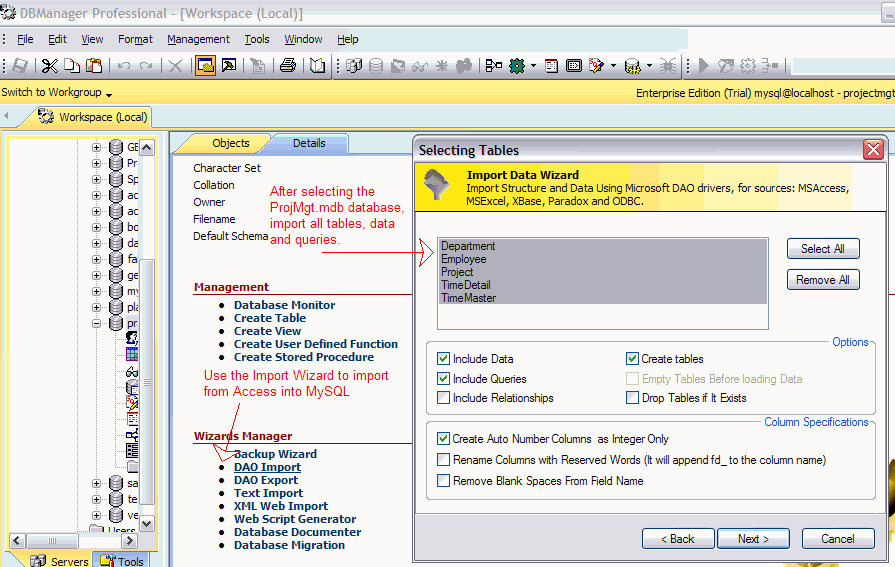 DBManager Professional - [Workspace (Local)]
File Edit View Format Management Tools Window Help
Switch to Workgroup
Enterprise Edition (Trial) mysql@localhost - projectmgt
Workspace (Local)
GE
Pr
Sp
ac
ac
bo
da
fa
ge
my
pla
pr
sa
te
ve
Users
Servers
Tools
Objects
Details
Character Set
Collation
Owner
Filename
Default Schema
After selecting the
ProjMgt.mdb database,
import all tables, data
and queries.
Management
Database Monitor
Create Table
Create View
Create User Defined Function
Create Stored Procedure
Use the Import Wizard to import
from Access into MySQL
Wizards Manager
Backup Wizard
DAO Import
DAO Export
Text Import
XML Web Import
Web Script Generator
Database Documenter
Database Migration
Selecting Tables
Import Data Wizard
Import Structure and Data Using Microsoft DAO drivers, for sources: MSAccess,
MSExcel, XBase, Paradox and ODBC.
Department
Employee
Project
TimeDetail
TimeMaster
Select All
Remove All
Options
Include Data
Create tables
Include Queries
Empty Tables Before loading Data
Include Relationships
Drop Tables if It Exists
Column Specifications
Create Auto Number Columns as Integer Only
Rename Columns with Reserved Words (It will append fd_ to the column name)
Remove Blank Spaces From Field Name
< Back
Next >
Cancel